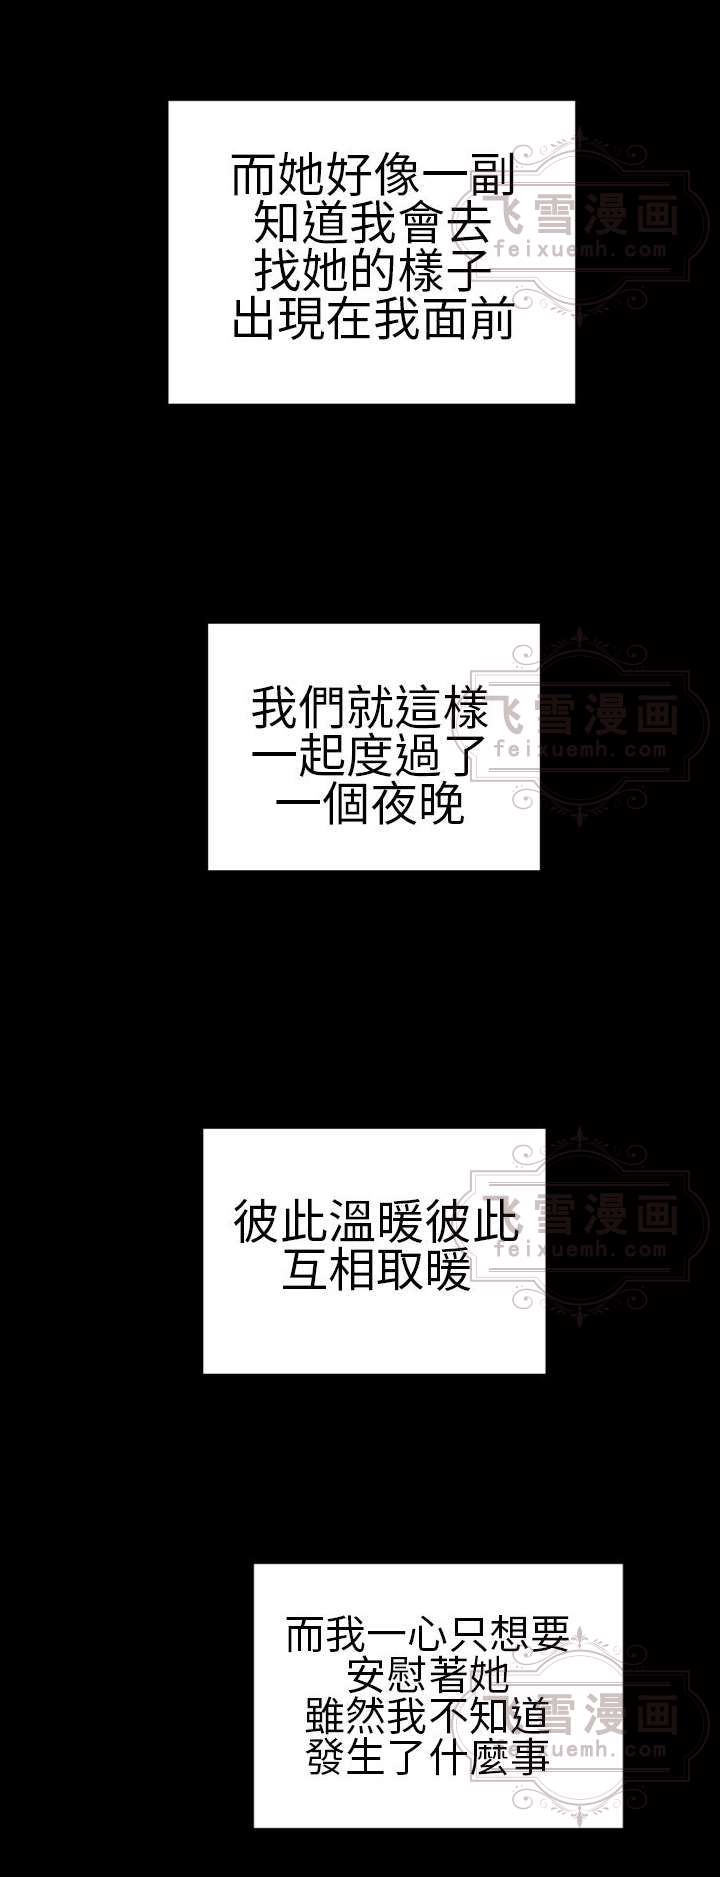 而她好像一副
知道我會去
找她的樣子
出現在我面前
飞雪漫画
feixuemh.com
我們就這樣
一起度過了
一個夜晚
飞雪漫画
feixuemh.com
彼此溫暖彼此
互相取暖
飞雪漫画
feixuemh.com
而我一心只想要
安慰著她
雖然我不知道
發生了什麼事
飞雪漫画
feixuemh.com